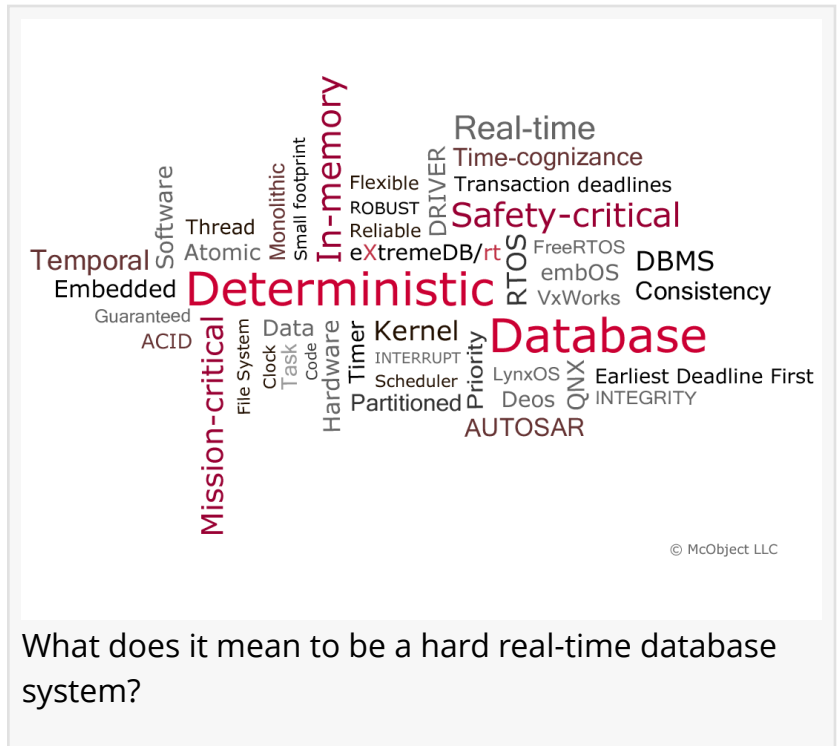 Real-time
Time-cognizance
Transaction deadlines
Safety-critical
In-memory
Small footprint
Monolithic
Software
Flexible
ROBUST
Reliable
DRIVER
Thread
Atomic
eXtremeDB/rt
Temporal
Embedded
Deterministic
RTOS
FreeRTOS
embOS
VxWorks
DBMS
Consistency
Guaranteed
ACID
Mission-critical
File System
Data
Clock
Task
Code
Hardware
Timer
Kernel
INTERRUPT
Scheduler
Partitioned
Priority
Database
LynxOS
Deos
QNX
Earliest Deadline First
INTEGRITY
AUTOSAR
© McObject LLC
What does it mean to be a hard real-time database
system?